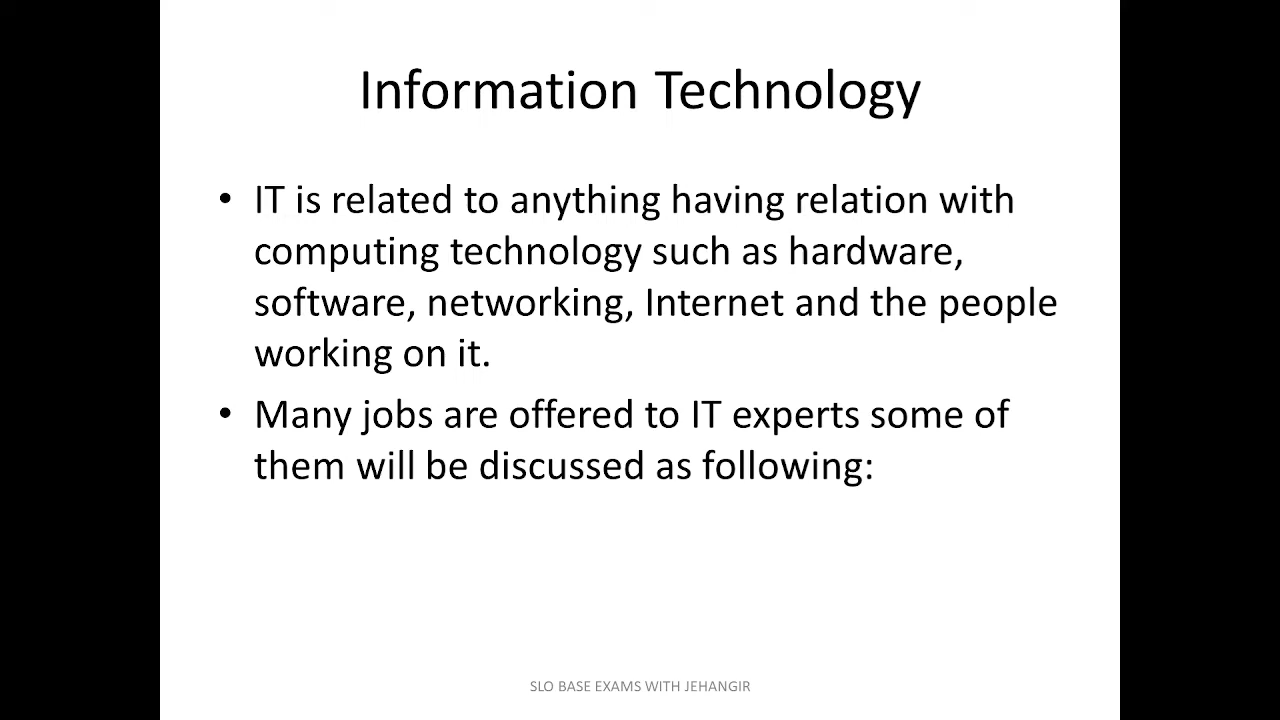 Information Technology
• IT is related to anything having relation with
computing technology such as hardware,
software, networking, Internet and the people
working on it.
• Many jobs are offered to IT experts some of
them will be discussed as following:
SLO BASE EXAMS WITH JEHANGIR